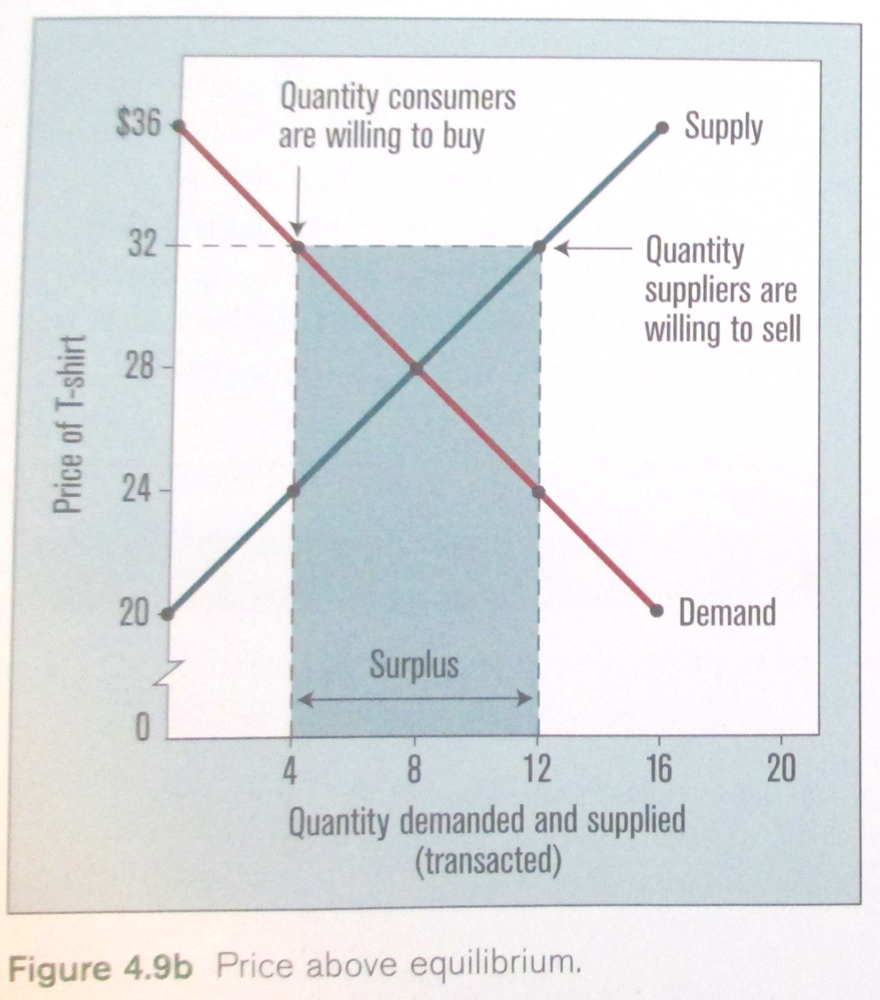 Quantity consumers
are willing to buy
$36
Supply
32
Quantity
suppliers are
willing to sell
28
Price of T-shirt
24
20
Demand
Surplus
0
4 8 12 16 20
Quantity demanded and supplied
(transacted)
Figure 4.9b Price above equilibrium.